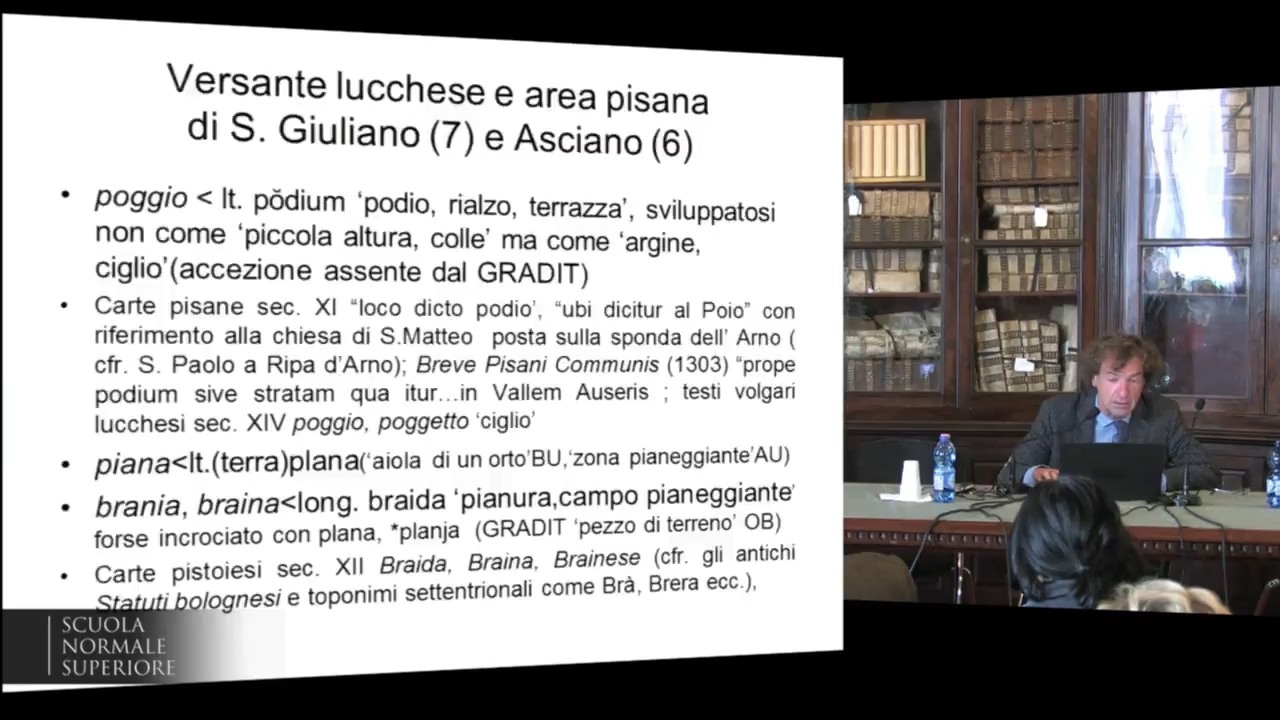 Versante lucchese e area pisana
di S. Giuliano (7) e Asciano (6)
• poggio < lt. pŏdium ‘podio, rialzo, terrazza’, sviluppatosi
non come ‘piccola altura, colle’ ma come ‘argine,
ciglio’(accezione assente dal GRADIT)
• Carte pisane sec. XI “loco dicto podio’, “ubi dicitur al Poio” con
riferimento alla chiesa di S.Matteo posta sulla sponda dell’ Arno (
cfr. S. Paolo a Ripa d’Arno); Breve Pisani Communis (1303) “prope
podium sive stratam qua itur…in Vallem Auseris ; testi volgari
lucchesi sec. XIV poggio, poggetto ‘ciglio’
• piana<lt.(terra)plana(‘aiola di un orto’BU,‘zona pianeggiante’AU)
• brania, braina<long. braida ‘pianura,campo pianeggiante’
forse incrociato con plana, *planja (GRADIT ‘pezzo di terreno’ OB)
• Carte pistoiesi sec. XII Braida, Braina, Brainese (cfr. gli antichi
Statuti bolognesi e toponimi settentrionali come Brà, Brera ecc.),
SCUOLA
NORMALE
SUPERIORE